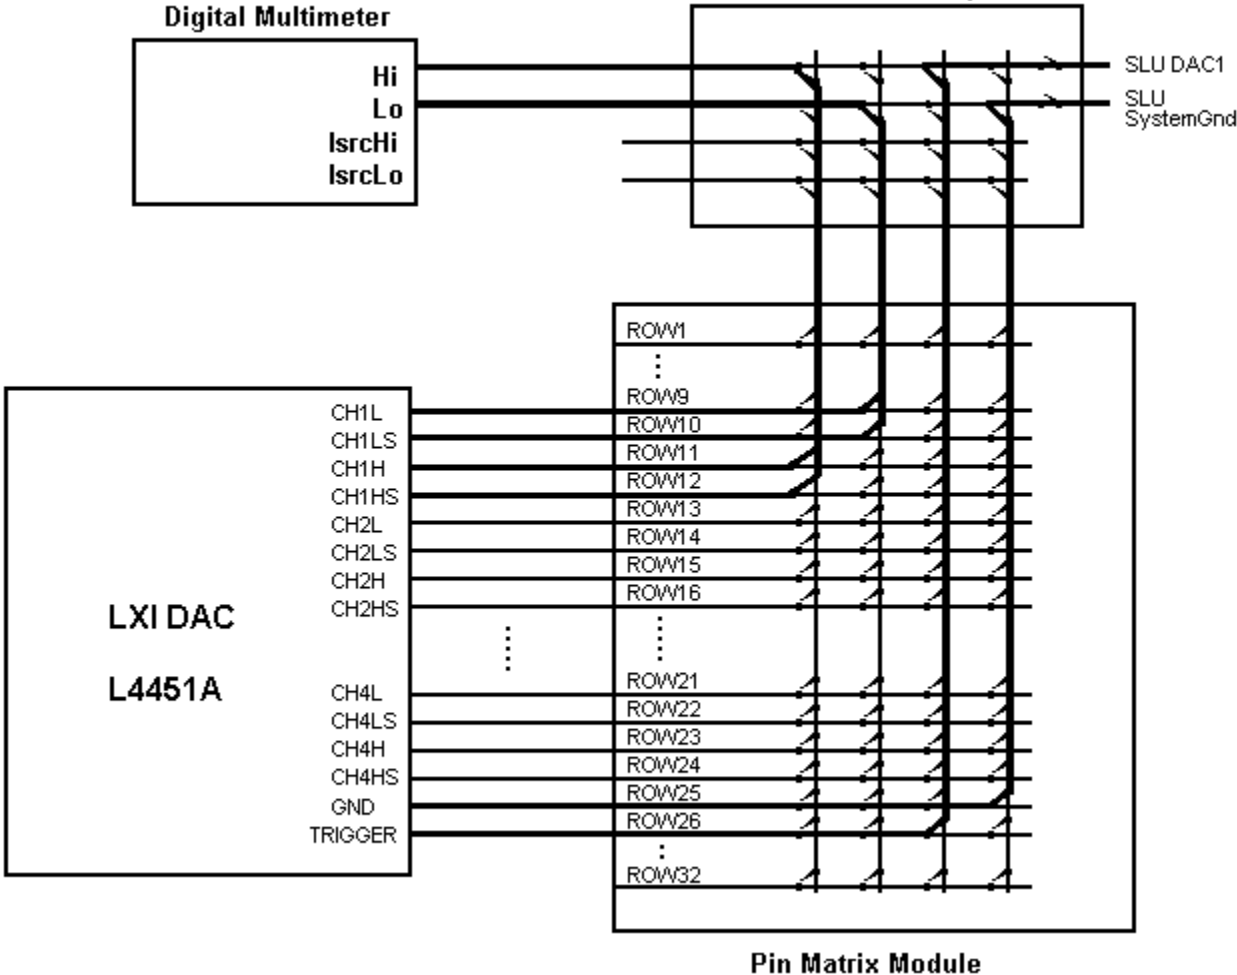 Digital Multimeter
Hi
Lo
IsrcHi
IsrcLo
SLU DAC1
SLU
SystemGnd
LXI DAC
L4451A
CH1L
CH1LS
CH1H
CH1HS
CH2L
CH2LS
CH2H
CH2HS
CH4L
CH4LS
CH4H
CH4HS
GND
TRIGGER
ROW1
ROW9
ROW10
ROW11
ROW12
ROW13
ROW14
ROW15
ROW16
ROW21
ROW22
ROW23
ROW24
ROW25
ROW26
ROW32
Pin Matrix Module